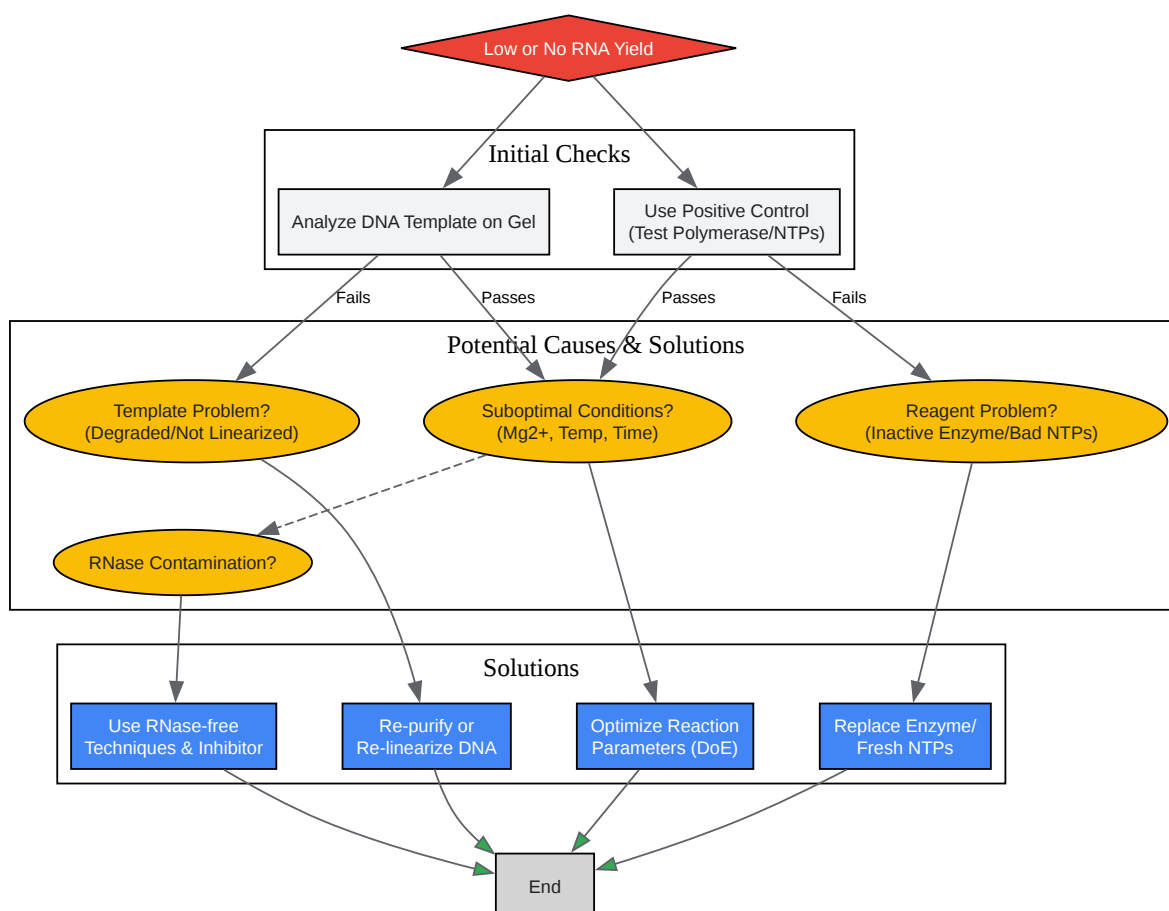 Low or No RNA Yield
Initial Checks
Analyze DNA Template on Gel
Use Positive Control
(Test Polymerase/NTPs)
Fails
Passes
Passes
Fails
Potential Causes & Solutions
Template Problem?
(Degraded/Not Linearized)
Suboptimal Conditions?
(Mg2+, Temp, Time)
Reagent Problem?
(Inactive Enzyme/Bad NTPs)
RNase Contamination?
Solutions
Use RNase-free
Techniques & Inhibitor
Re-purify or
Re-linearize DNA
Optimize Reaction
Parameters (DoE)
Replace Enzyme/
Fresh NTPs
End